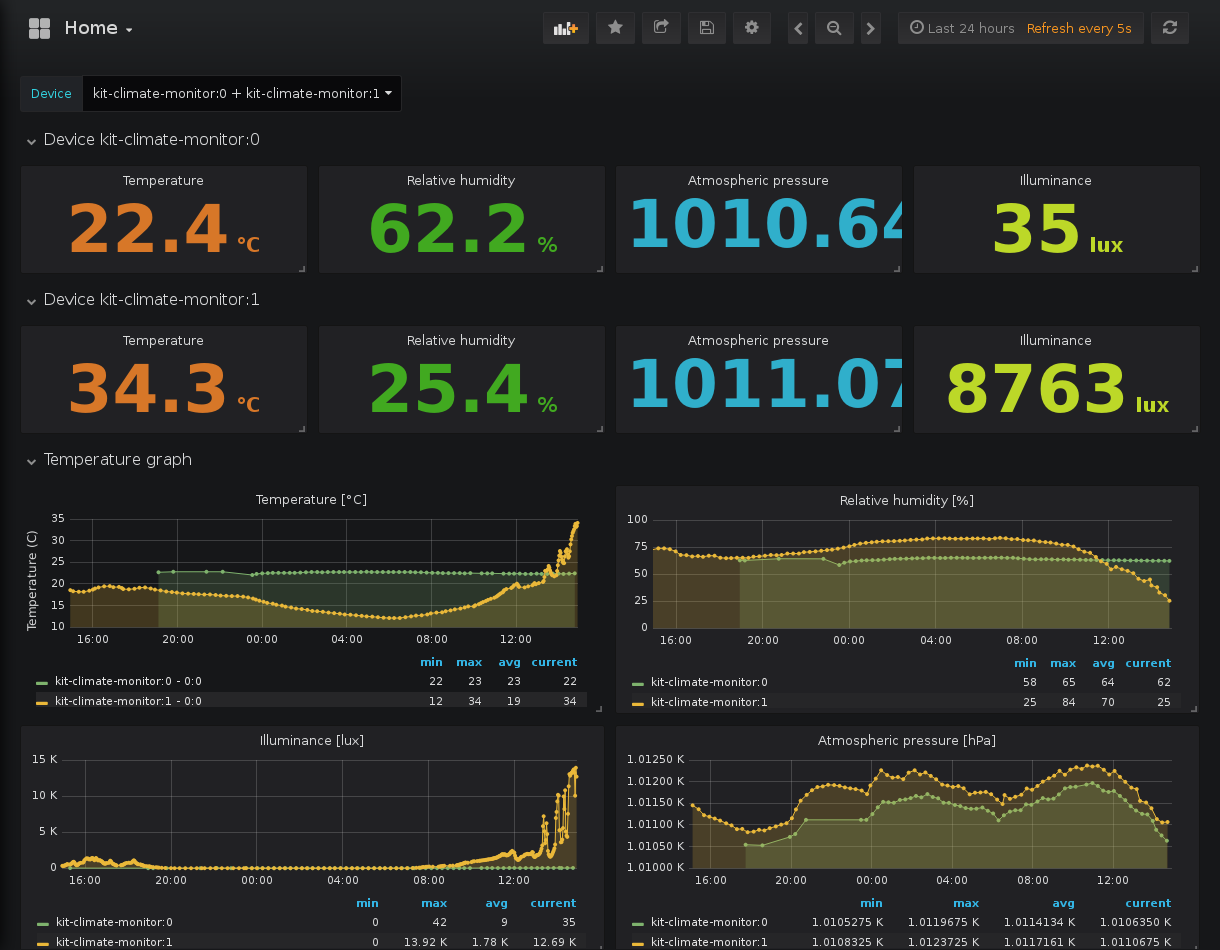 Home
Last 24 hours Refresh every 5s
Device kit-climate-monitor:0 + kit-climate-monitor:1
Device kit-climate-monitor:0
Temperature Relative humidity Atmospheric pressure Illuminance
22.4 °C 62.2 % 1010.64 35 lux
Device kit-climate-monitor:1
Temperature Relative humidity Atmospheric pressure Illuminance
34.3 °C 25.4 % 1011.07 8763 lux
Temperature graph
Temperature [°C]
Temperature (C)
35
30
25
20
15
10
16:00 20:00 00:00 04:00 08:00 12:00
min max avg current
kit-climate-monitor:0 - 0:0 22 23 23 22
kit-climate-monitor:1 - 0:0 12 34 19 34
Relative humidity [%]
100
75
50
25
0
16:00 20:00 00:00 04:00 08:00 12:00
min max avg current
kit-climate-monitor:0 58 65 64 62
kit-climate-monitor:1 25 84 70 25
Illuminance [lux]
15 K
10 K
5 K
0
16:00 20:00 00:00 04:00 08:00 12:00
min max avg current
kit-climate-monitor:0 0 42 9 35
kit-climate-monitor:1 0 13.92 K 1.78 K 12.69 K
Atmospheric pressure [hPa]
1.01250 K
1.01200 K
1.01150 K
1.01100 K
1.01050 K
1.01000 K
16:00 20:00 00:00 04:00 08:00 12:00
min max avg current
kit-climate-monitor:0 1.0105275 K 1.0119675 K 1.0114134 K 1.0106350 K
kit-climate-monitor:1 1.0108325 K 1.0123725 K 1.0117161 K 1.0110675 K